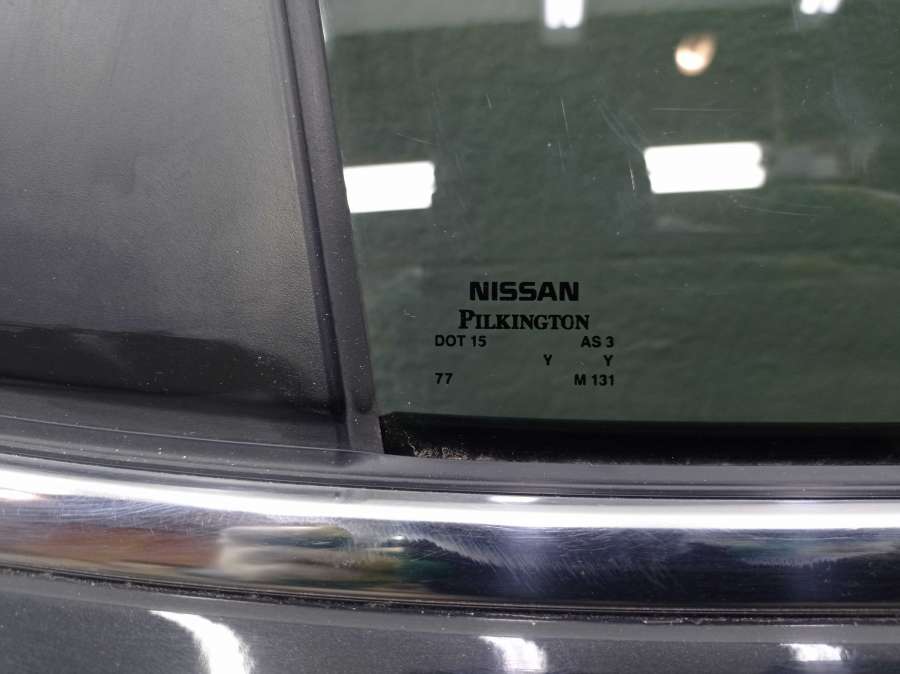 NISSAN
PILKINGTON
DOT 15 AS 3
Y Y
77 M 131